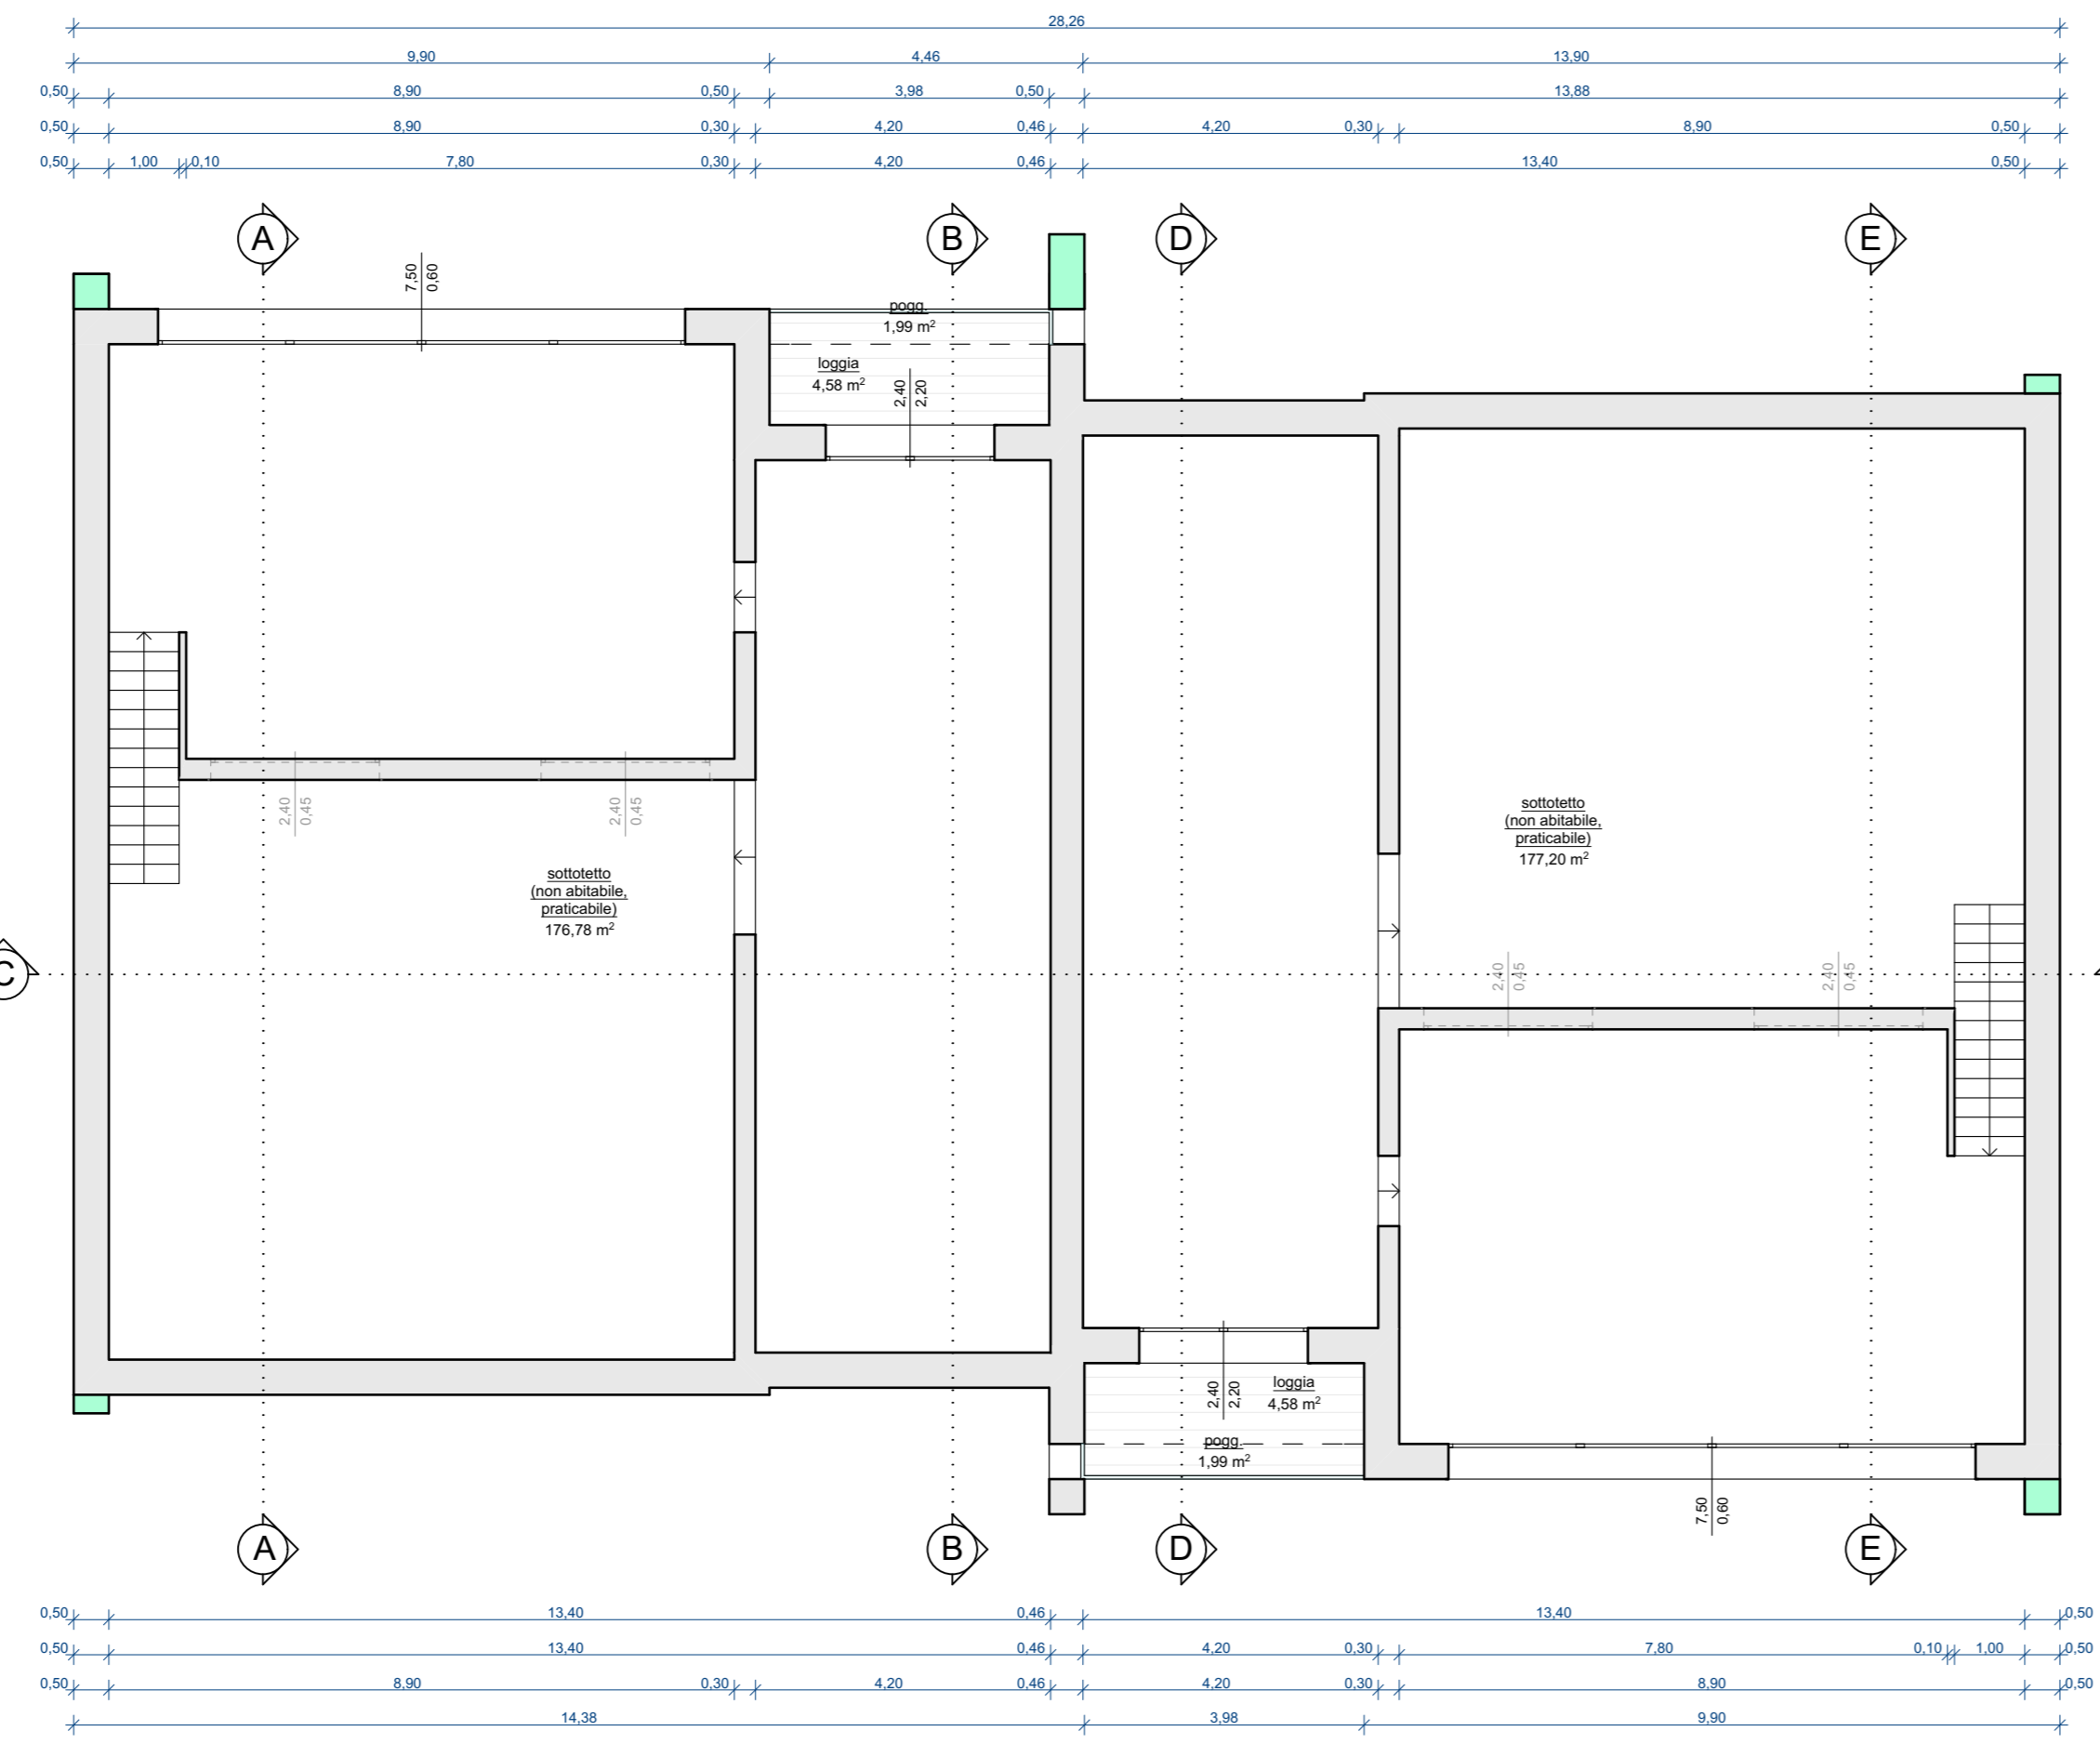 28,26
9,90 4,46 13,90
0,50 8,90 0,50 3,98 0,50 13,88
0,50 8,90 0,30 4,20 0,46 4,20 0,30 8,90 0,50
0,50 1,00 0,10 7,80 0,30 4,20 0,46 13,40 0,50
A B D E
7,50
0,60
pogg.
1,99 m²
loggia
4,58 m²
2,40
2,20
2,40
0,45
2,40
0,45
sottotetto
(non abitabile,
praticabile)
177,20 m²
sottotetto
(non abitabile,
praticabile)
176,78 m²
C
2,40
0,45
2,40
0,45
2,40
2,20
loggia
4,58 m²
pogg.
1,99 m²
7,50
0,60
A B D E
0,50 13,40 0,46 13,40 0,50
0,50 13,40 0,46 4,20 0,30 7,80 0,10 1,00 0,50
0,50 8,90 0,30 4,20 0,46 4,20 0,30 8,90 0,50
14,38 3,98 9,90